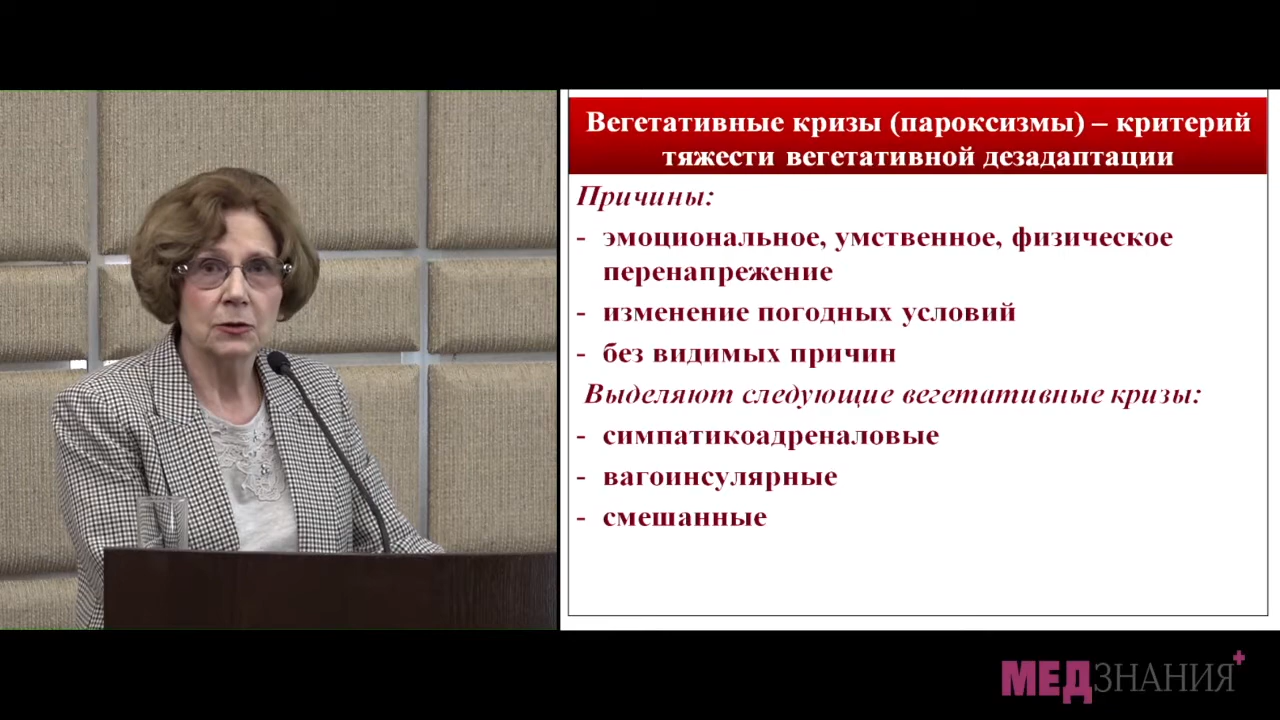 Вегетативные кризы (пароксизмы) – критерий
тяжести вегетативной дезадаптации
Причины:
- эмоциональное, умственное, физическое
перенапрежение
- изменение погодных условий
- без видимых причин
Выделяют следующие вегетативные кризы:
- симпатикоадреналовые
- вагоинсулярные
- смешанные
МЕДЗНАНИЯ+